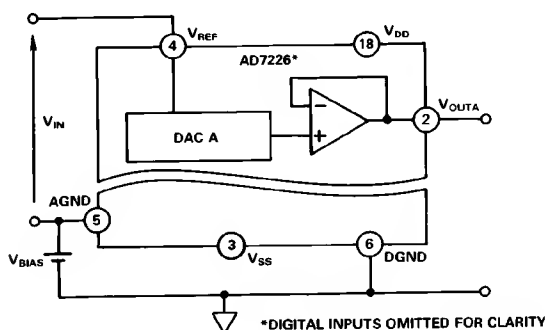 4
VREF
18
VDD
AD7226*
VIN
DAC A
−
+
2
VOUTA
AGND
5
3
VSS
6
DGND
VBIAS
*DIGITAL INPUTS OMITTED FOR CLARITY